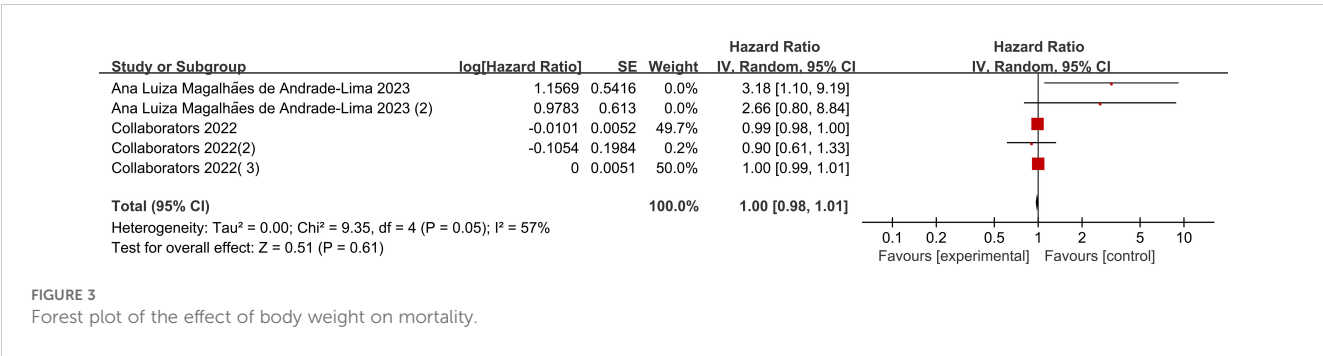 Hazard Ratio Hazard Ratio
Study or Subgroup log[Hazard Ratio] SE Weight IV, Random, 95% CI IV, Random, 95% CI
Ana Luiza Magalhães de Andrade-Lima 2023 1.1569 0.5416 0.0% 3.18 [1.10, 9.19]
Ana Luiza Magalhães de Andrade-Lima 2023 (2) 0.9783 0.613 0.0% 2.66 [0.80, 8.84]
Collaborators 2022 -0.0101 0.0052 49.7% 0.99 [0.98, 1.00]
Collaborators 2022(2) -0.1054 0.1984 0.2% 0.90 [0.61, 1.33]
Collaborators 2022( 3) 0 0.0051 50.0% 1.00 [0.99, 1.01]
Total (95% CI) 100.0% 1.00 [0.98, 1.01]
Heterogeneity: Tau² = 0.00; Chi² = 9.35, df = 4 (P = 0.05); I² = 57%
Test for overall effect: Z = 0.51 (P = 0.61)
0.1 0.2 0.5 1 2 5 10
Favours [experimental] Favours [control]
FIGURE 3
Forest plot of the effect of body weight on mortality.